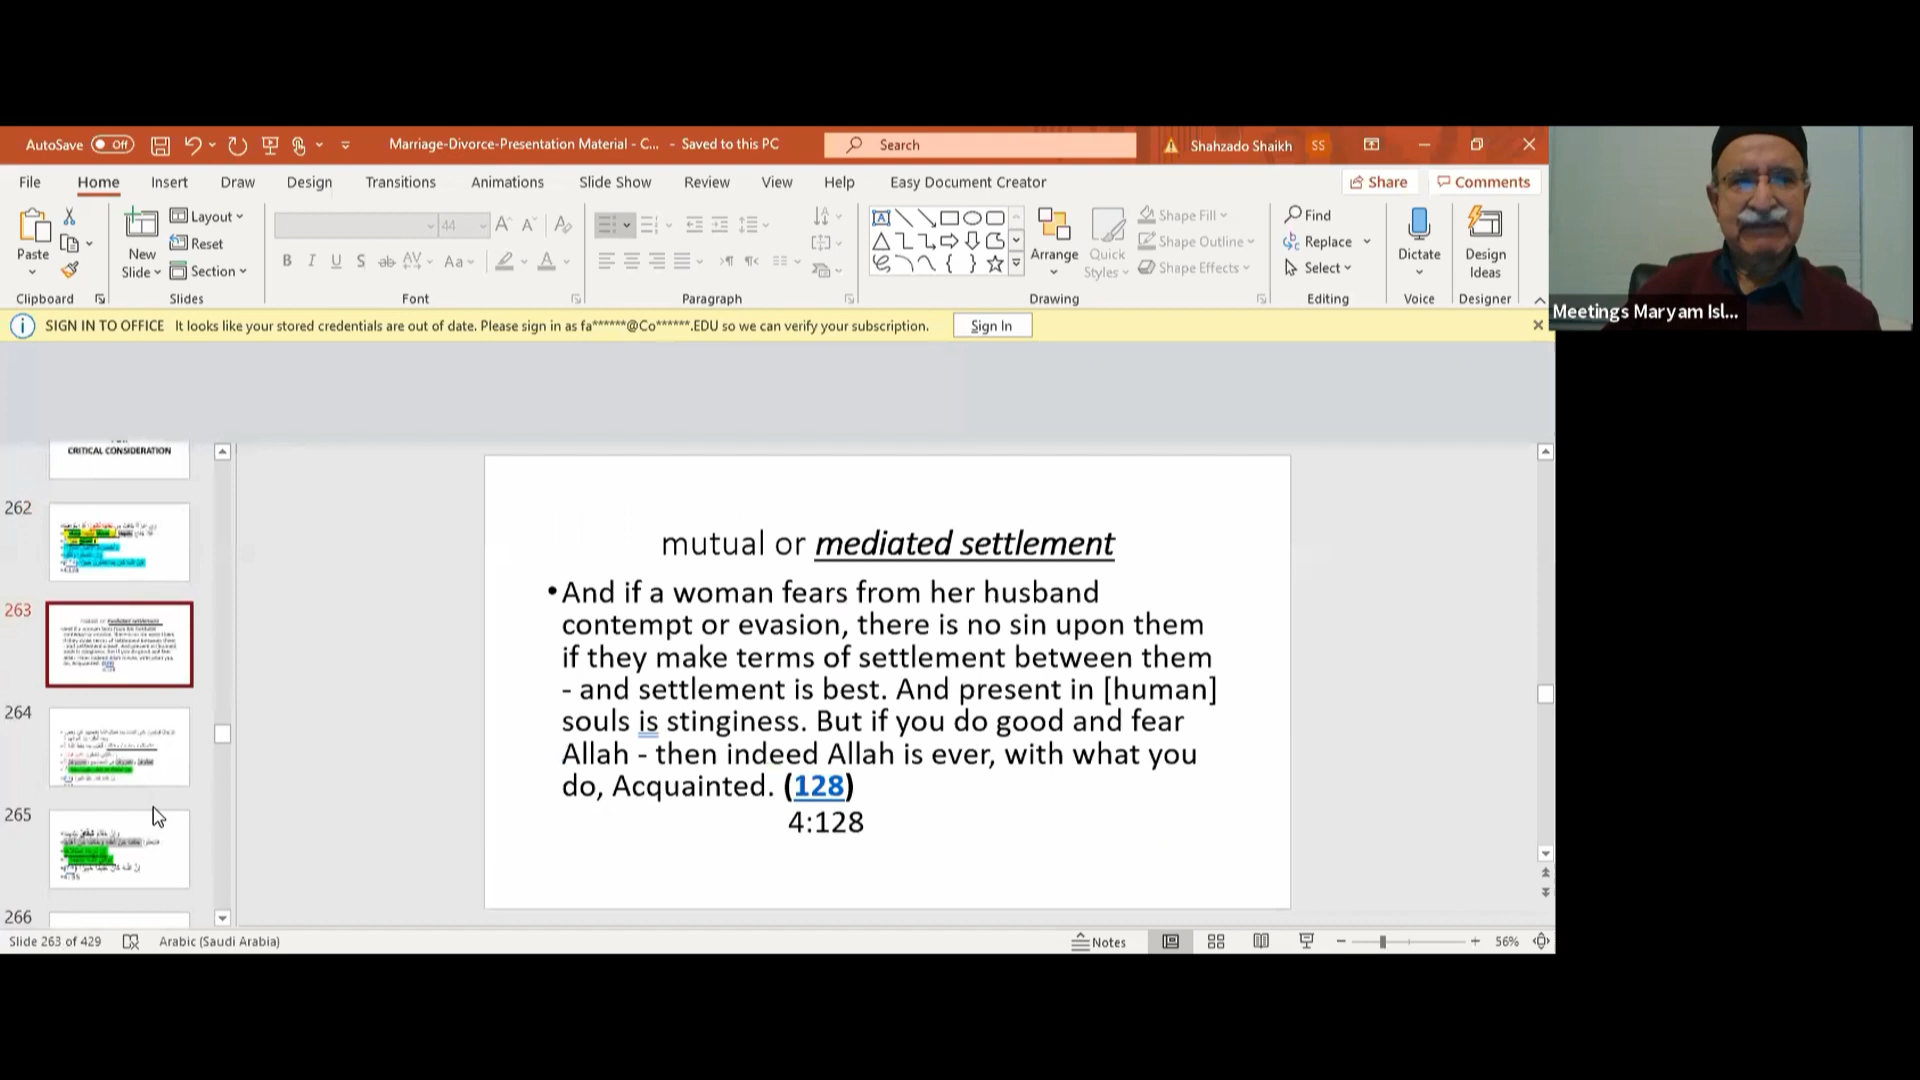 AutoSave Off Marriage-Divorce-Presentation Material - C... - Saved to this PC Search Shahzado Shaikh SS
File Home Insert Draw Design Transitions Animations Slide Show Review View Help Easy Document Creator Share Comments
Paste
New
Slide
Layout
Reset
Section
44
Aa
Arrange
Quick
Styles
Shape Fill
Shape Outline
Shape Effects
Find
Replace
Select
Dictate
Design
Ideas
Clipboard Slides Font Paragraph Drawing Editing Voice Designer
SIGN IN TO OFFICE It looks like your stored credentials are out of date. Please sign in as fa******@Co******.EDU so we can verify your subscription. Sign In
Meetings Maryam Isl...
CRITICAL CONSIDERATION
262
263
264
265
266
mutual or mediated settlement
•And if a woman fears from her husband
contempt or evasion, there is no sin upon them
if they make terms of settlement between them
- and settlement is best. And present in [human]
souls is stinginess. But if you do good and fear
Allah - then indeed Allah is ever, with what you
do, Acquainted. (128)
4:128
Slide 263 of 429 Arabic (Saudi Arabia) Notes 56%